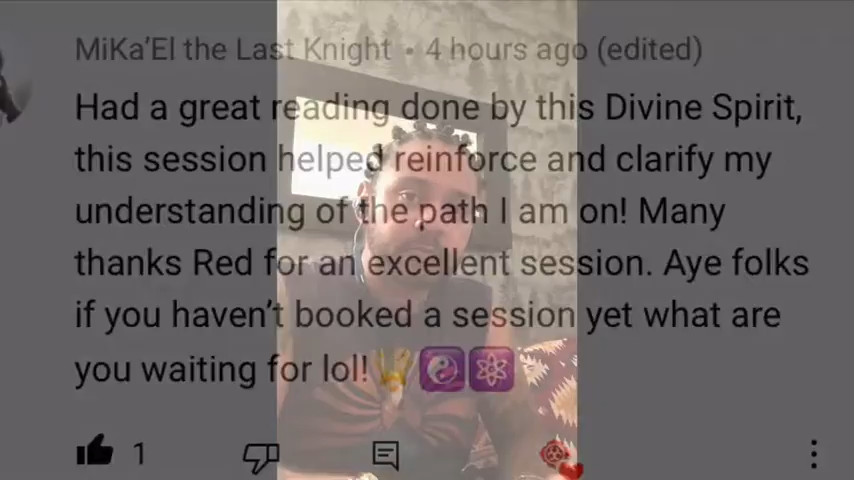 MiKa'El the Last Knight • 4 hours ago (edited)
Had a great reading done by this Divine Spirit,
this session helped reinforce and clarify my
understanding of the path I am on! Many
thanks Red for an excellent session. Aye folks
if you haven't booked a session yet what are
you waiting for lol!
1